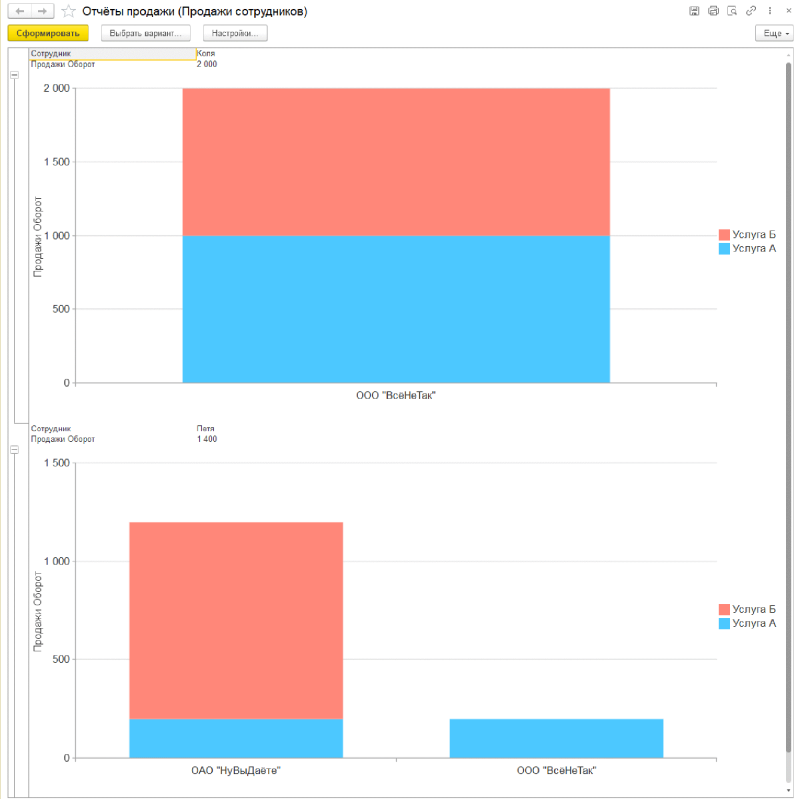 Отчёты продажи (Продажи сотрудников)
Сформировать Выбрать вариант... Настройки... Еще
Сотрудник Коля
Продажи Оборот 2 000
2 000
1 500
1 000
500
0
Продажи Оборот
ООО "ВсёНеТак"
Услуга Б
Услуга А
Сотрудник Петя
Продажи Оборот 1 400
1 500
1 000
500
0
Продажи Оборот
ОАО "НуВыДаёте" ООО "ВсёНеТак"
Услуга Б
Услуга А